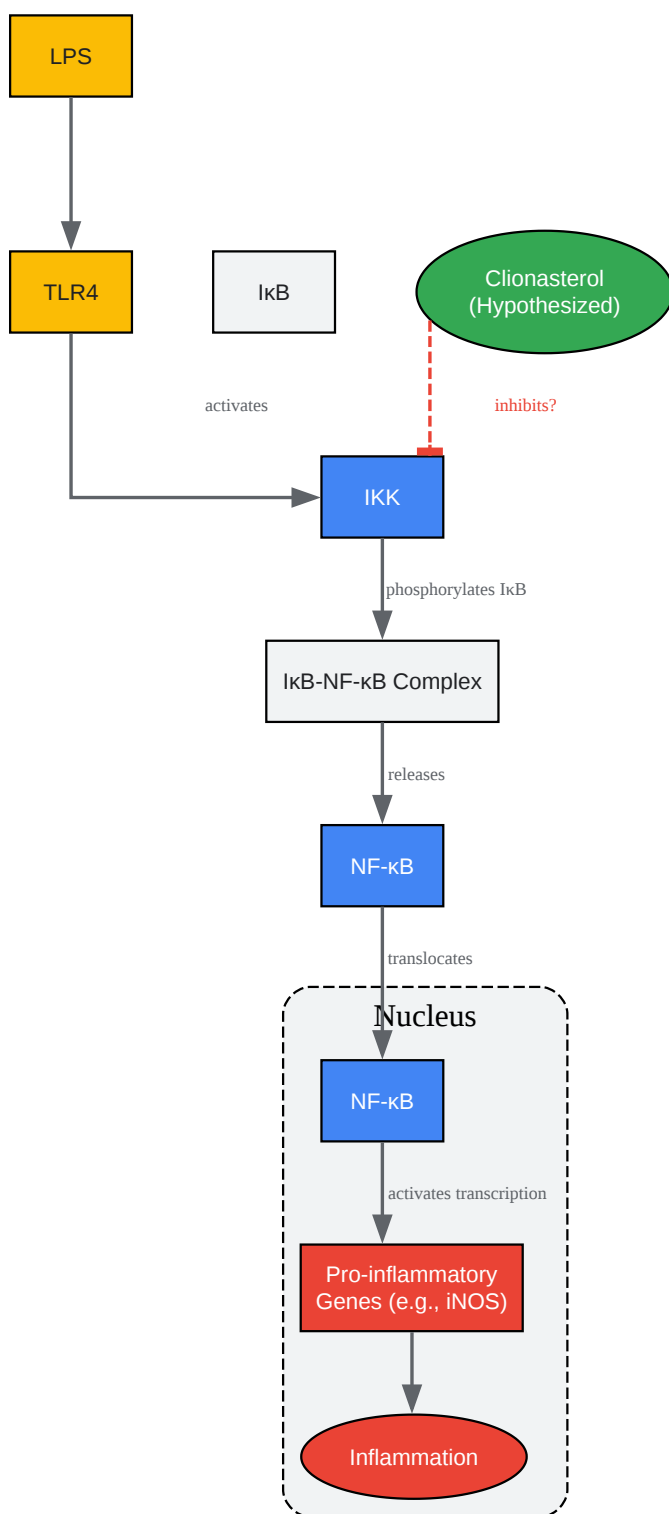 LPS
TLR4
IκB
Clionasterol
(Hypothesized)
activates
inhibits?
IKK
phosphorylates IκB
IκB-NF-κB Complex
releases
NF-κB
translocates
Nucleus
NF-κB
activates transcription
Pro-inflammatory
Genes (e.g., iNOS)
Inflammation